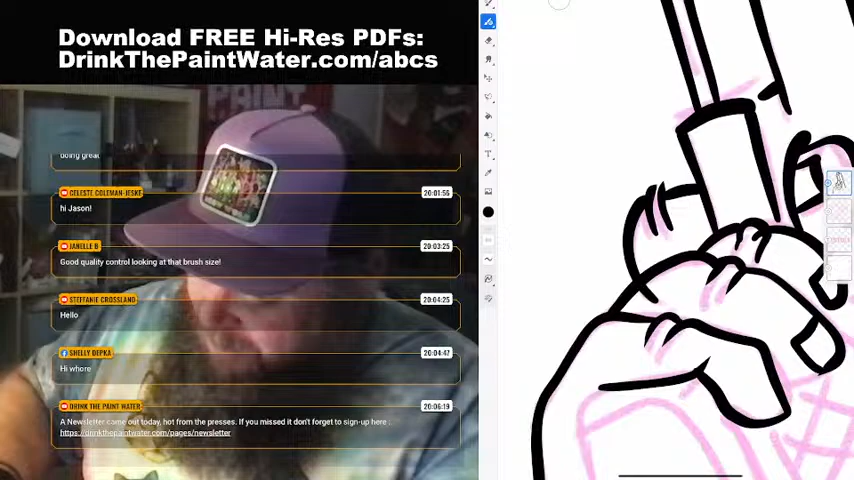 Download FREE Hi-Res PDFs:
DrinkThePaintWater.com/abcs
PAINT
doing great
CELESTE COLEMAN-JESKE
20:01:56
hi Jason!
JANELLE B
20:03:25
Good quality control looking at that brush size!
STEFFANIE CROSSLAND
20:04:25
Hello
SHELLY DEPKA
20:04:47
Hi whore
DRINK THE PAINT WATER
20:06:19
A Newsletter came out today, hot from the presses. If you missed it don't forget to sign-up here :
https://drinkthepaintwater.com/pages/newsletter